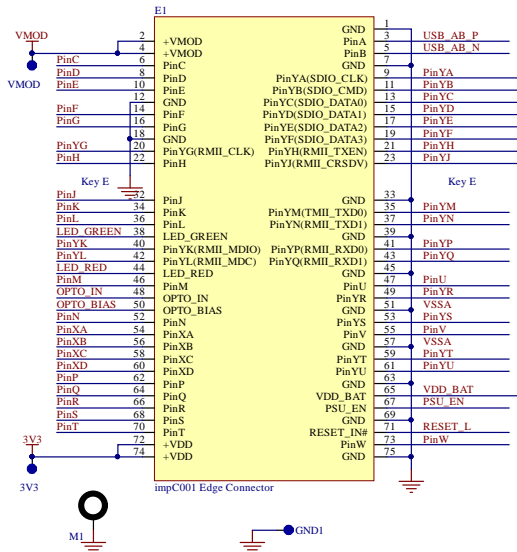 E1
GND 1
VMOD 2 +VMOD PinA 3 USB_AB_P
4 +VMOD PinB 5 USB_AB_N
PinC 6 PinC GND 7
PinD 8 PinD PinYA(SDIO_CLK) 9 PinYA
VMOD PinE 10 PinE PinYB(SDIO_CMD) 11 PinYB
12 GND PinYC(SDIO_DATA0) 13 PinYC
PinF 14 PinF PinYD(SDIO_DATA1) 15 PinYD
PinG 16 PinG PinYE(SDIO_DATA2) 17 PinYE
18 GND PinYF(SDIO_DATA3) 19 PinYF
PinYG 20 PinYG(RMII_CLK) PinYH(RMII_TXEN) 21 PinYH
PinH 22 PinH PinYJ(RMII_CRSDV) 23 PinYJ
Key E Key E
PinJ 32 PinJ GND 33
PinK 34 PinK PinYM(TMII_TXD0) 35 PinYM
PinL 36 PinL PinYN(RMII_TXD1) 37 PinYN
LED_GREEN 38 LED_GREEN GND 39
PinYK 40 PinYK(RMII_MDIO) PinYP(RMII_RXD0) 41 PinYP
PinYL 42 PinYL(RMII_MDC) PinYQ(RMII_RXD1) 43 PinYQ
LED_RED 44 LED_RED GND 45
PinM 46 PinM PinU 47 PinU
OPTO_IN 48 OPTO_IN PinYR 49 PinYR
OPTO_BIAS 50 OPTO_BIAS GND 51 VSSA
PinN 52 PinN PinYS 53 PinYS
PinXA 54 PinXA PinV 55 PinV
PinXB 56 PinXB GND 57 VSSA
PinXC 58 PinXC PinYT 59 PinYT
PinXD 60 PinXD PinYU 61 PinYU
PinP 62 PinP GND 63
PinQ 64 PinQ VDD_BAT 65 VDD_BAT
PinR 66 PinR PSU_EN 67 PSU_EN
PinS 68 PinS GND 69
PinT 70 PinT RESET_IN# 71 RESET_L
3V3 72 +VDD PinW 73 PinW
74 +VDD GND 75
3V3 impC001 Edge Connector
M1 GND1